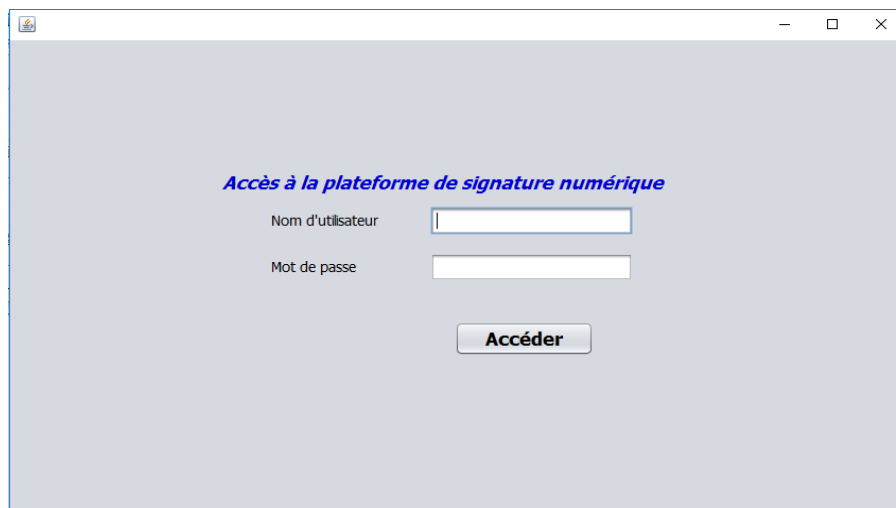 Accès à la plateforme de signature numérique
Nom d'utilisateur
Mot de passe
Accéder